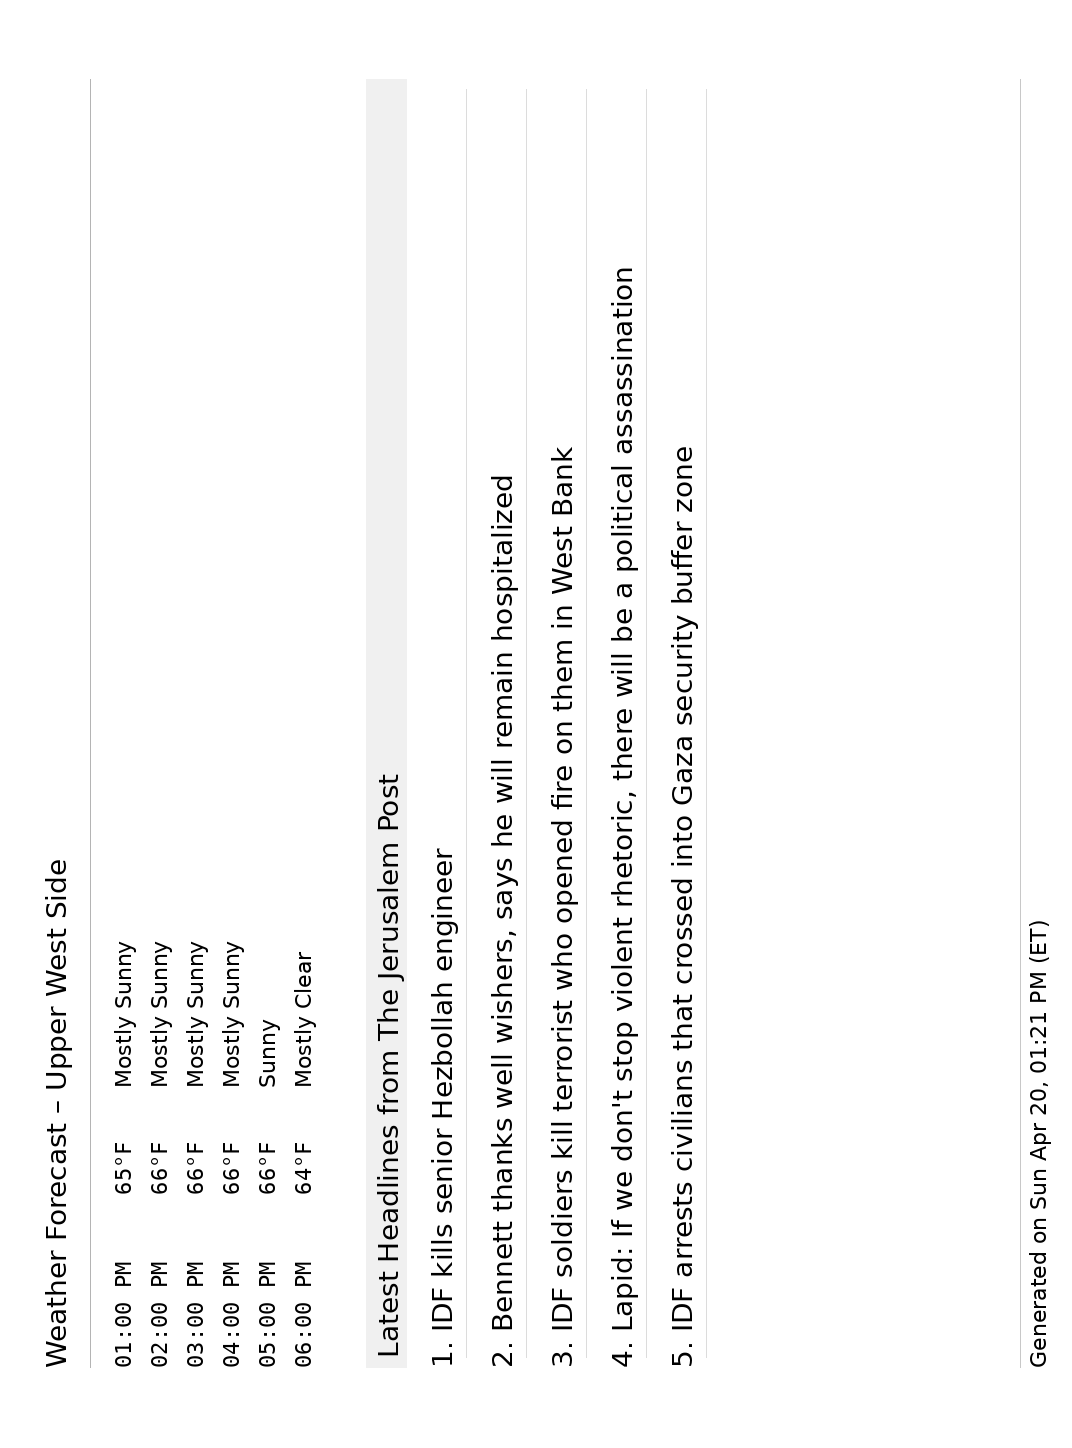 Weather Forecast – Upper West Side
01:00 PM 65°F Mostly Sunny
02:00 PM 66°F Mostly Sunny
03:00 PM 66°F Mostly Sunny
04:00 PM 66°F Mostly Sunny
05:00 PM 66°F Sunny
06:00 PM 64°F Mostly Clear
Latest Headlines from The Jerusalem Post
1. IDF kills senior Hezbollah engineer
2. Bennett thanks well wishers, says he will remain hospitalized
3. IDF soldiers kill terrorist who opened fire on them in West Bank
4. Lapid: If we don't stop violent rhetoric, there will be a political assassination
5. IDF arrests civilians that crossed into Gaza security buffer zone
Generated on Sun Apr 20, 01:21 PM (ET)